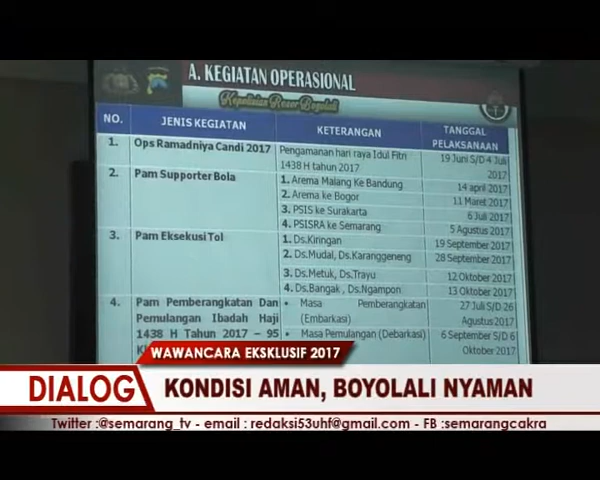 A. KEGIATAN OPERASIONAL
Kepolisian Resor Boyolali
NO. JENIS KEGIATAN KETERANGAN TANGGAL PELAKSANAAN
1. Ops Ramadniya Candi 2017 Pengamanan hari raya Idul Fitri 1438 H tahun 2017 19 Juni S/D 4 Juli 2017
2. Pam Supporter Bola 1. Arema Malang Ke Bandung 14 april 2017
2. Arema ke Bogor 11 Maret 2017
3. PSIS ke Surakarta 6 Juli 2017
4. PSISRA ke Semarang 5 Agustus 2017
3. Pam Eksekusi Tol 1. Ds.Kiringan 19 September 2017
2. Ds.Mudal, Ds.Karanggeneng 28 September 2017
3. Ds.Metuk, Ds.Trayu 12 Oktober 2017
4. Ds.Bangak, Ds.Ngampon 13 Oktober 2017
4. Pam Pemberangkatan Dan • Masa Pemberangkatan 27 Juli S/D 26
Pemulangan Ibadah Haji (Embarkasi) Agustus 2017
1438 H Tahun 2017 – 95 • Masa Pemulangan (Debarkasi) 6 September S/D 6
Oktober 2017
WAWANCARA EKSKLUSIF 2017
DIALOG KONDISI AMAN, BOYOLALI NYAMAN
Twitter :@semarang_tv - email : redaksi53uhf@gmail.com - FB :semarangcakra